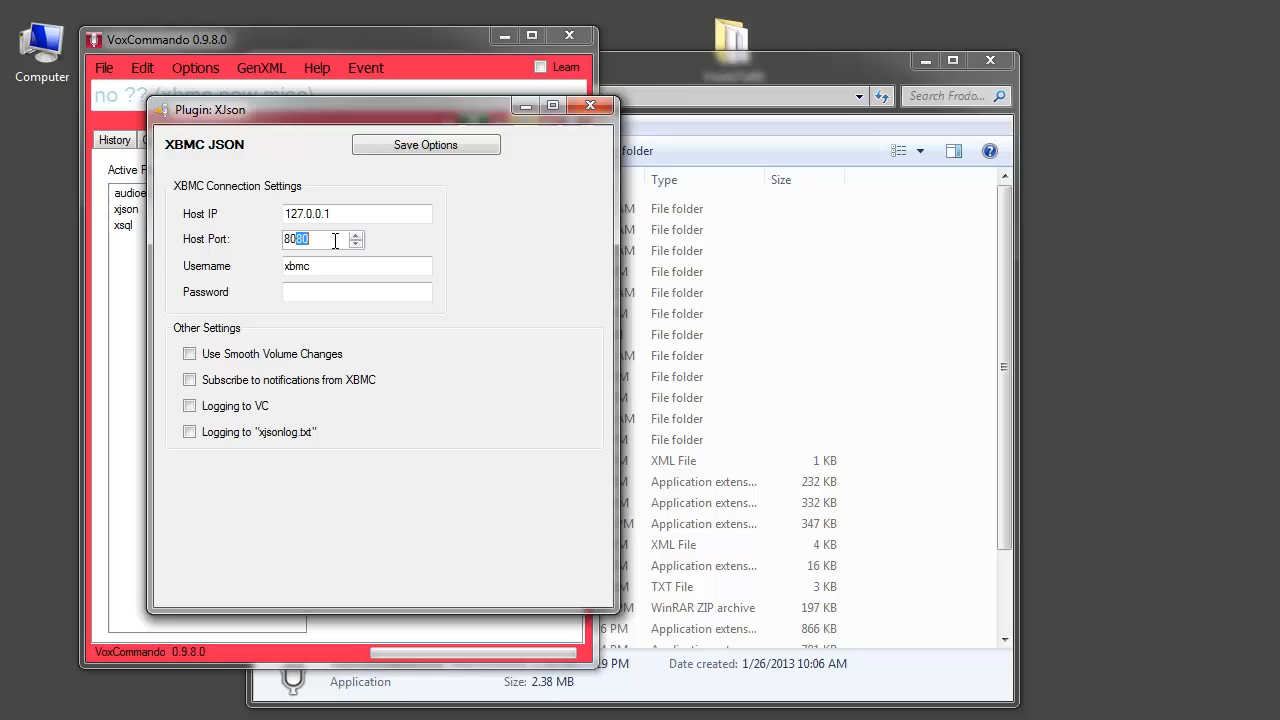 Computer
VoxCommando 0.9.8.0
File Edit Options GenXML Help Event Learn
no ?? (xbmc now misc)
Search Frodo...
Plugin: XJson
History
folder
XBMC JSON
Save Options
Active P
Type Size
XBMC Connection Settings
audioe
xjson
xsql
Host IP 127.0.0.1
Host Port: 8080
Username xbmc
Password
Other Settings
Use Smooth Volume Changes
Subscribe to notifications from XBMC
Logging to VC
Logging to "xjsonlog.txt"
File folder
File folder
File folder
File folder
File folder
File folder
File folder
File folder
File folder
File folder
File folder
File folder
XML File 1 KB
Application extens... 232 KB
Application extens... 332 KB
Application extens... 347 KB
XML File 4 KB
Application extens... 16 KB
TXT File 3 KB
WinRAR ZIP archive 197 KB
6 PM Application extens... 866 KB
VoxCommando 0.9.8.0
9 PM Date created: 1/26/2013 10:06 AM
Application Size: 2.38 MB